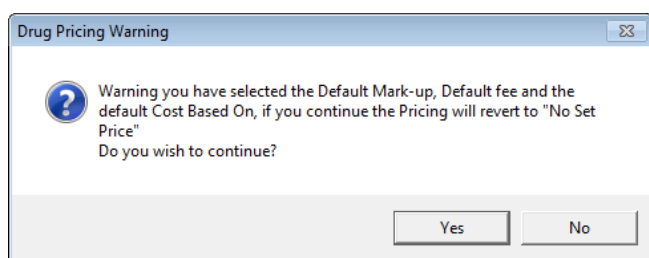 Drug Pricing Warning
Warning you have selected the Default Mark-up, Default fee and the
default Cost Based On, if you continue the Pricing will revert to "No Set
Price"
Do you wish to continue?
Yes
No